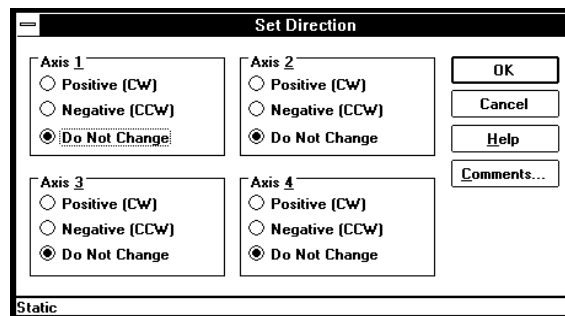 Set Direction
Axis 1
Positive (CW)
Negative (CCW)
Do Not Change
Axis 2
Positive (CW)
Negative (CCW)
Do Not Change
Axis 3
Positive (CW)
Negative (CCW)
Do Not Change
Axis 4
Positive (CW)
Negative (CCW)
Do Not Change
OK
Cancel
Help
Comments...
Static